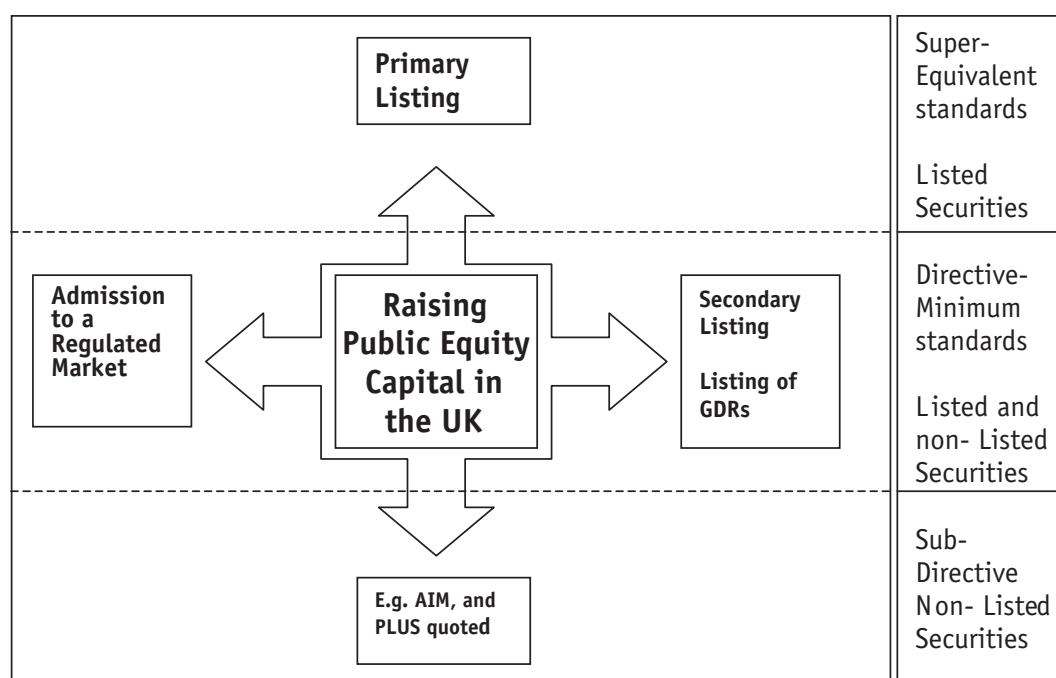 Primary
Listing
Super-
Equivalent
standards
Listed
Securities
Admission
to a
Regulated
Market
Raising
Public Equity
Capital in
the UK
Secondary
Listing
Listing of
GDRs
Directive-
Minimum
standards
Listed and
non- Listed
Securities
E.g. AIM, and
PLUS quoted
Sub-
Directive
Non- Listed
Securities